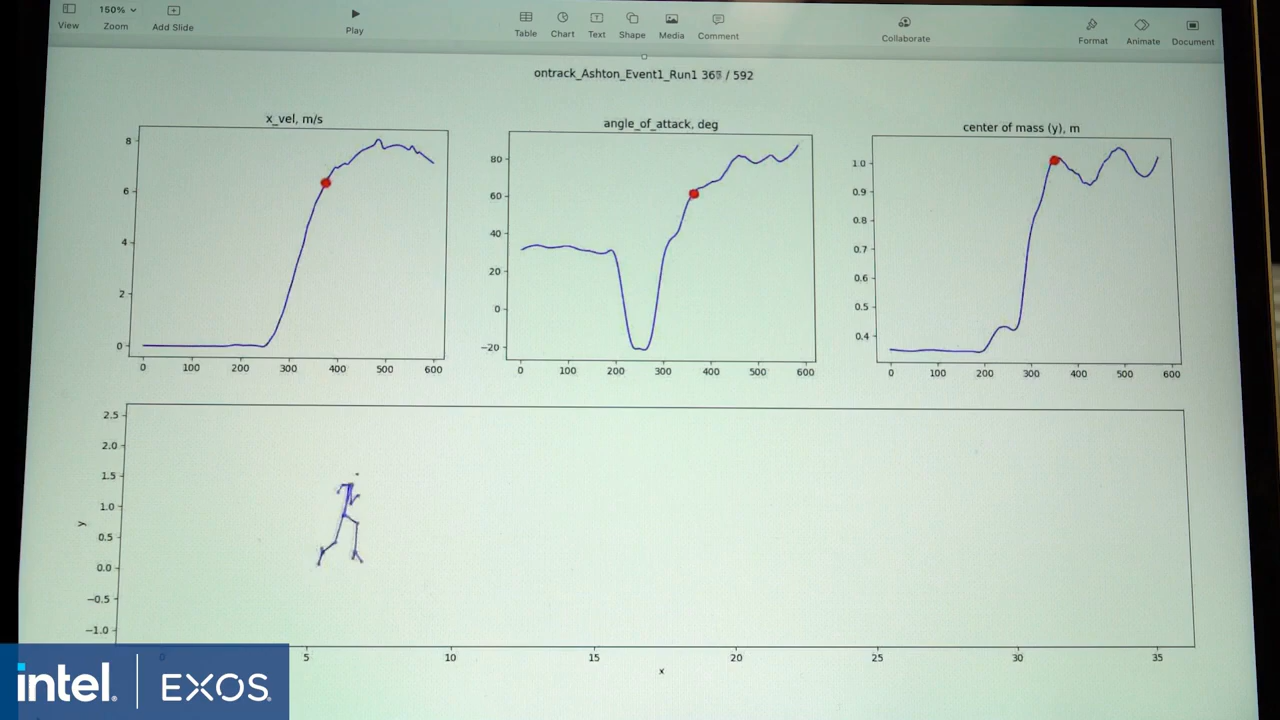 150%
View
Zoom
Add Slide
Play
Table
Chart
Text
Shape
Media
Comment
Collaborate
Format
Animate
Document
ontrack_Ashton_Event1_Run1 / 592
x_vel, m/s
8
6
4
2
0
0 100 200 300 400 500 600
angle_of_attack, deg
80
60
40
20
0
−20
0 100 200 300 400 500 600
center of mass (y), m
1.0
0.9
0.8
0.7
0.6
0.5
0.4
0 100 200 300 400 500 600
2.5
2.0
1.5
1.0
0.5
0.0
−0.5
−1.0
y
0 5 10 15 20 25 30 35
x
intel. EXOS